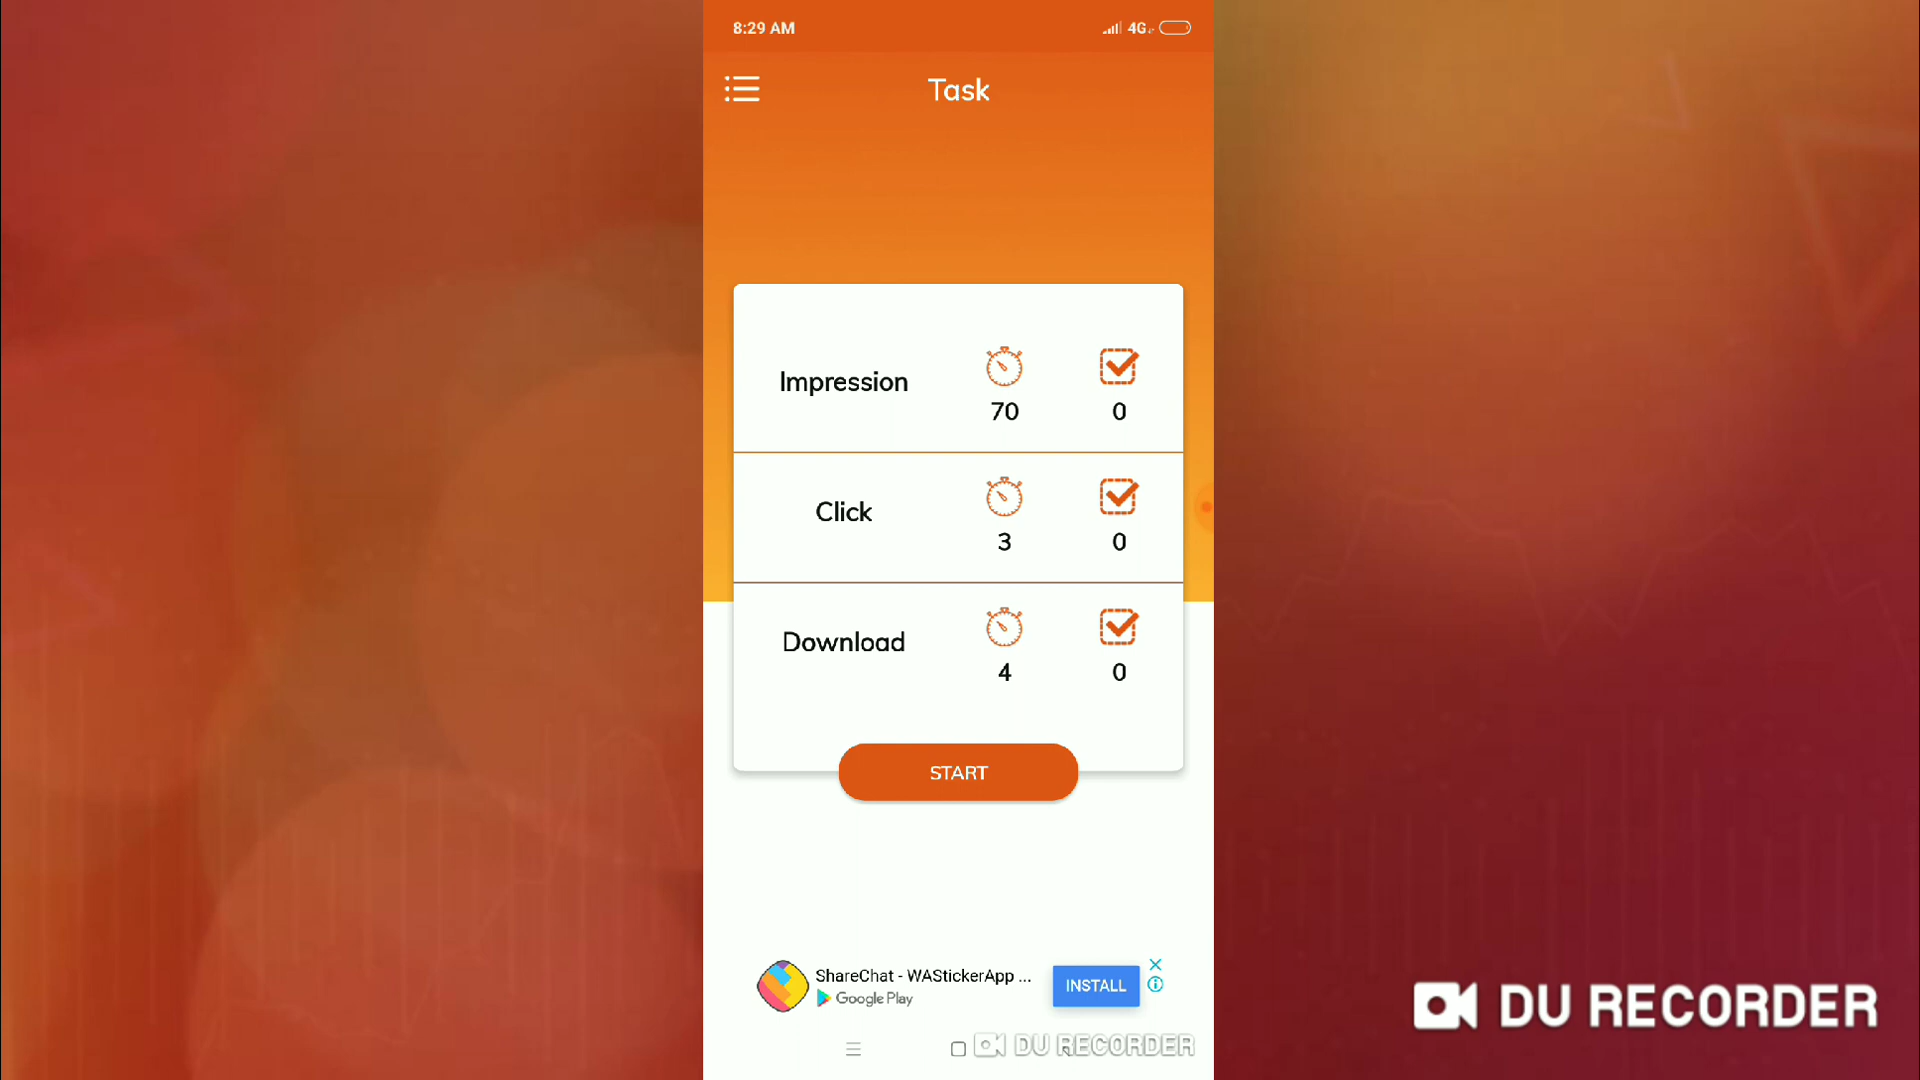 8:29 AM
4G
Task
Impression
70
0
Click
3
0
Download
4
0
START
ShareChat - WAStickerApp ...
Google Play
INSTALL
DU RECORDER
DU RECORDER